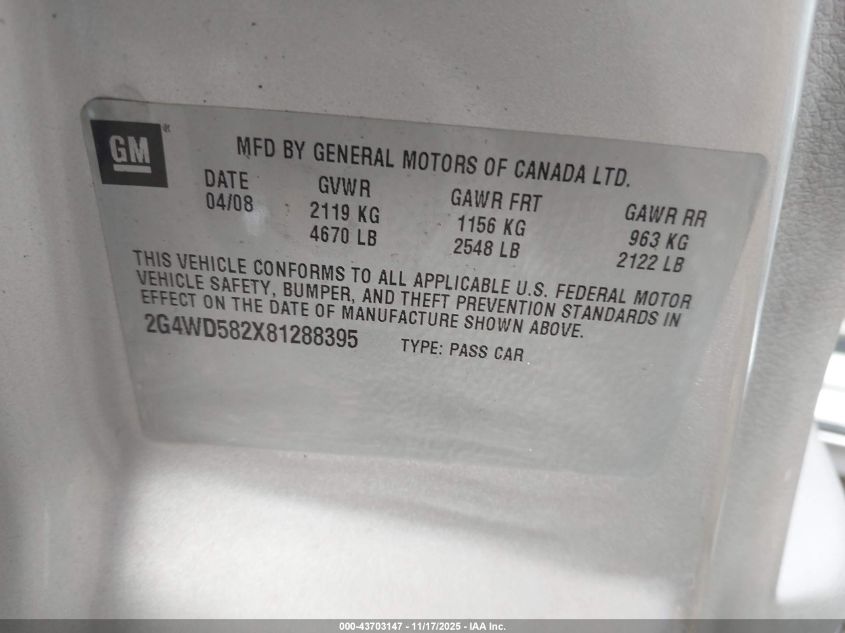 GM
MFD BY GENERAL MOTORS OF CANADA LTD.
DATE GVWR GAWR FRT GAWR RR
04/08 2119 KG 1156 KG 963 KG
4670 LB 2548 LB 2122 LB
THIS VEHICLE CONFORMS TO ALL APPLICABLE U.S. FEDERAL MOTOR
VEHICLE SAFETY, BUMPER, AND THEFT PREVENTION STANDARDS IN
EFFECT ON THE DATE OF MANUFACTURE SHOWN ABOVE.
2G4WD582X81288395 TYPE: PASS CAR
000-43703147 - 11/17/2025 - IAA Inc.